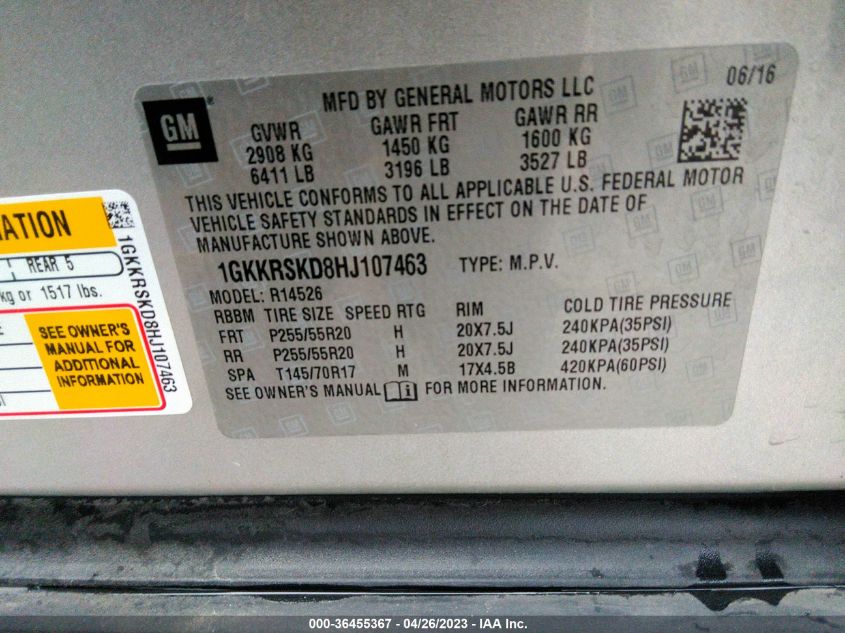 06/16
MFD BY GENERAL MOTORS LLC
GM ®
GVWR GAWR FRT GAWR RR
2908 KG 1450 KG 1600 KG
6411 LB 3196 LB 3527 LB
THIS VEHICLE CONFORMS TO ALL APPLICABLE U.S. FEDERAL MOTOR
VEHICLE SAFETY STANDARDS IN EFFECT ON THE DATE OF
MANUFACTURE SHOWN ABOVE.
1GKKRSKD8HJ107463 TYPE: M.P.V.
MODEL: R14526
RBBM TIRE SIZE SPEED RTG RIM COLD TIRE PRESSURE
FRT P255/55R20 H 20X7.5J 240KPA(35PSI)
RR P255/55R20 H 20X7.5J 240KPA(35PSI)
SPA T145/70R17 M 17X4.5B 420KPA(60PSI)
SEE OWNER'S MANUAL FOR MORE INFORMATION.
REAR 5
kg or 1517 lbs.
SEE OWNER'S
MANUAL FOR
ADDITIONAL
INFORMATION
1GKKRSKD8HJ107463
000-36455367 - 04/26/2023 - IAA Inc.